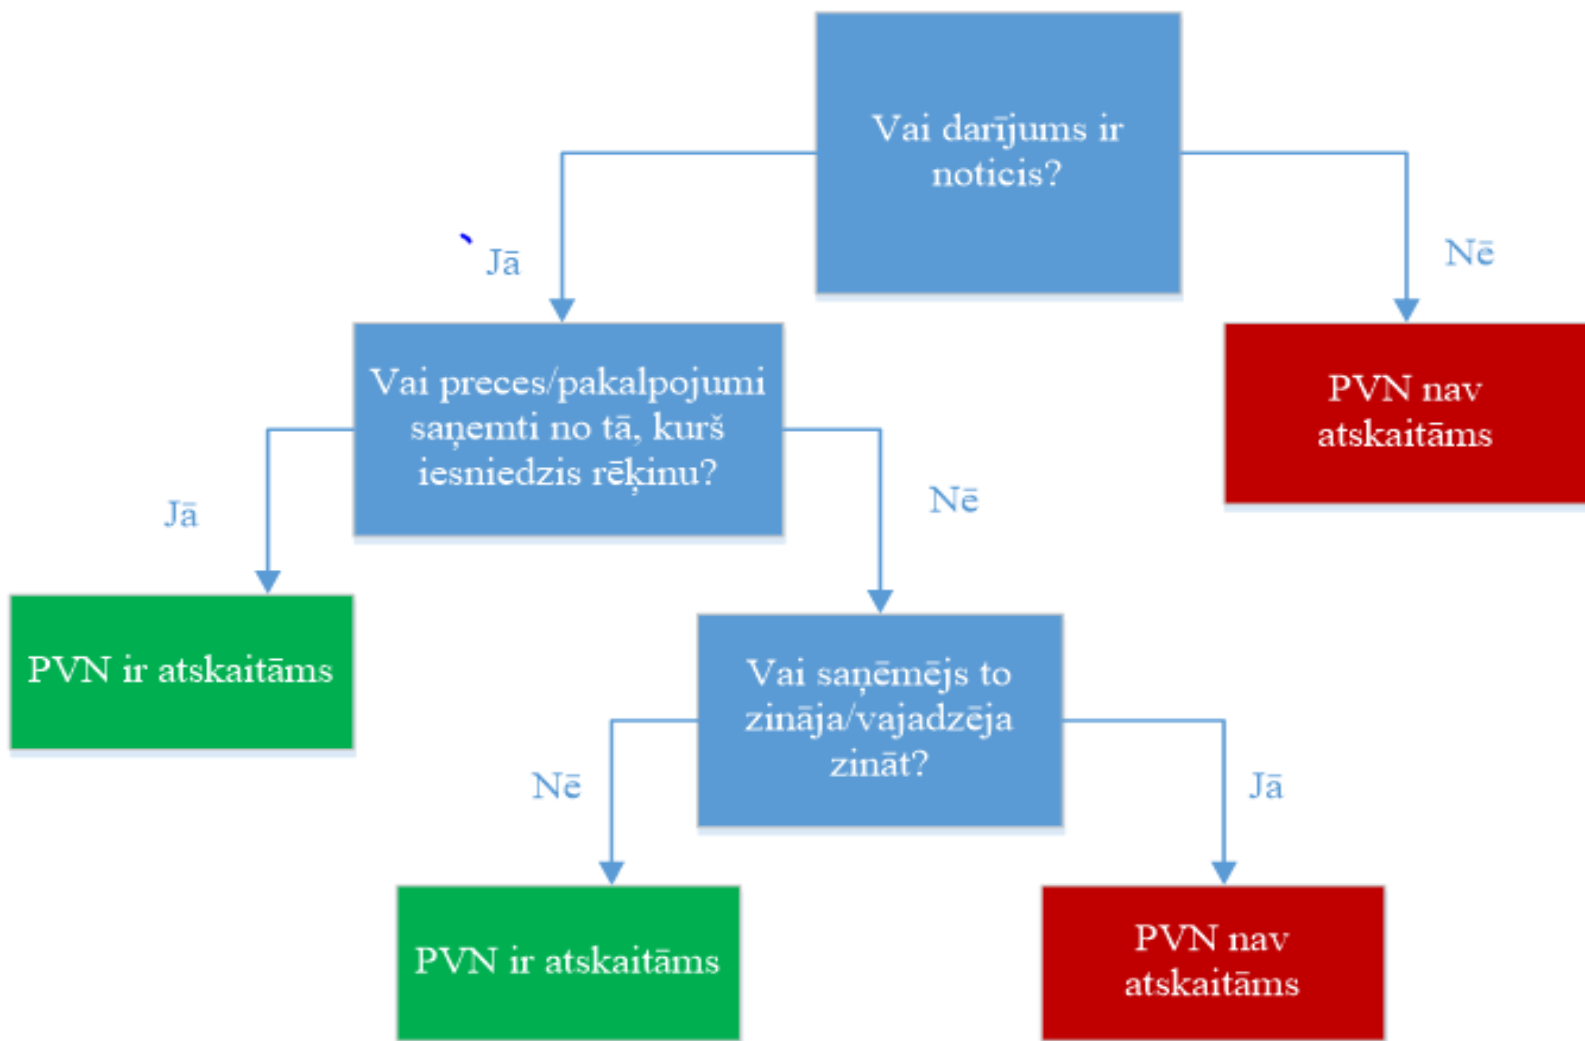 Vai darījums ir
noticis?
Jā
Nē
Vai preces/pakalpojumi
saņemti no tā, kurš
iesniedzis rēķinu?
PVN nav
atskaitāms
Jā
Nē
PVN ir atskaitāms
Vai saņēmējs to
zināja/vajadzēja
zināt?
Nē
Jā
PVN ir atskaitāms
PVN nav
atskaitāms